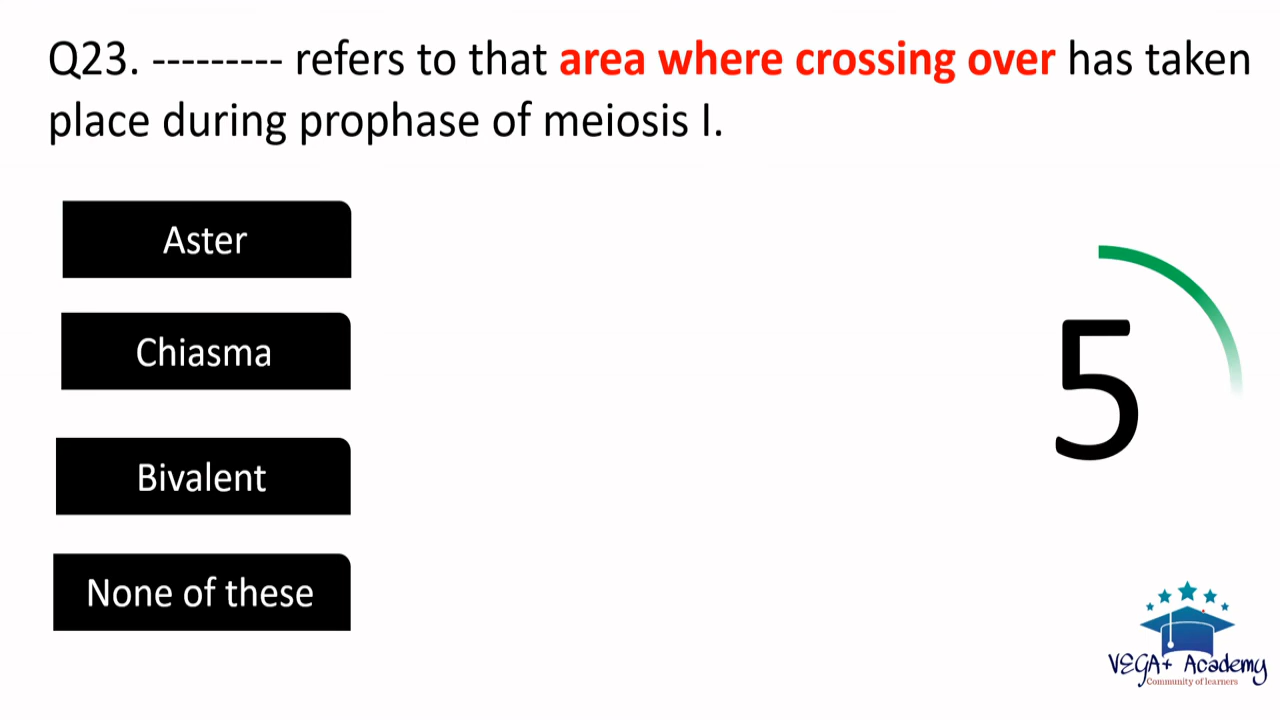 Q23. --------- refers to that area where crossing over has taken
place during prophase of meiosis I.
Aster
Chiasma
5
Bivalent
None of these
VEGA+ Academy
Community of learners